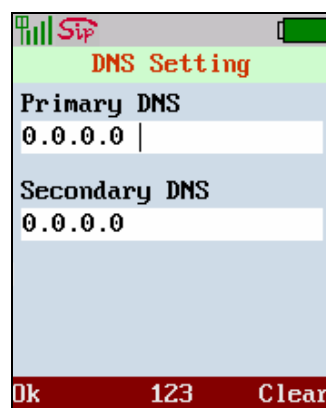 Sip
DNS Setting
Primary DNS
0.0.0.0
Secondary DNS
0.0.0.0
Ok 123 Clear